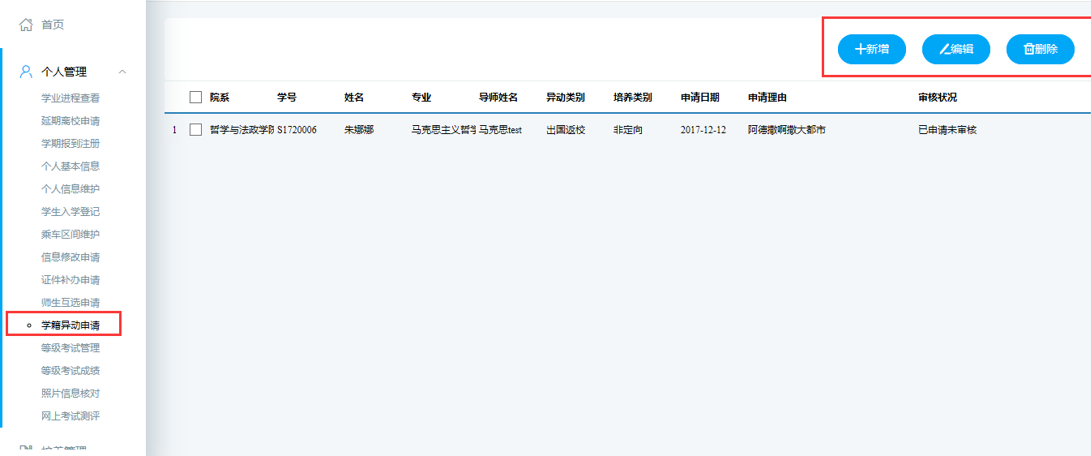 首页
个人管理
学业进程查看
延期离校申请
学期报到注册
个人基本信息
个人信息维护
学生入学登记
乘车区间维护
信息修改申请
证件补办申请
师生互选申请
学籍异动申请
等级考试管理
等级考试成绩
照片信息核对
网上考试测评
新增 编辑 删除
院系 学号 姓名 专业 导师姓名 异动类别 培养类别 申请日期 申请理由 审核状况
1 哲学与法政学院 S1720006 朱娜娜 马克思主义哲学 马克思test 出国返校 非定向 2017-12-12 阿德撒啊撒大都市 已申请未审核